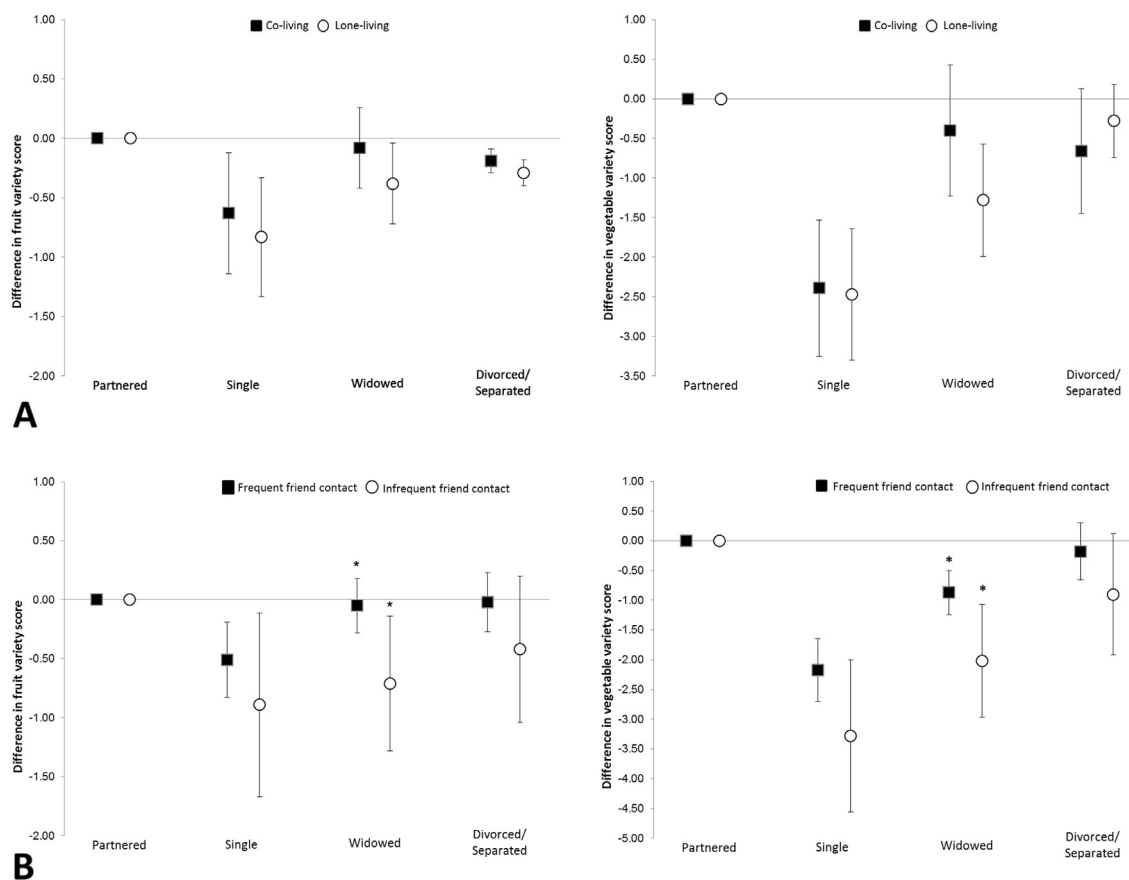 Co-living Lone-living
Difference in fruit variety score
1.00
0.50
0.00
-0.50
-1.00
-1.50
-2.00
Partnered Single Widowed Divorced/
Separated
Co-living Lone-living
Difference in vegetable variety score
1.00
0.50
0.00
-0.50
-1.00
-1.50
-2.00
-2.50
-3.00
-3.50
Partnered Single Widowed Divorced/
Separated
A
Frequent friend contact Infrequent friend contact
Difference in fruit variety score
1.00
0.50
0.00
-0.50
-1.00
-1.50
-2.00
* *
Partnered Single Widowed Divorced/
Separated
Frequent friend contact Infrequent friend contact
Difference in vegetable variety score
1.00
0.50
0.00
-0.50
-1.00
-1.50
-2.00
-2.50
-3.00
-3.50
-4.00
-4.50
-5.00
* *
Partnered Single Widowed Divorced/
Separated
B